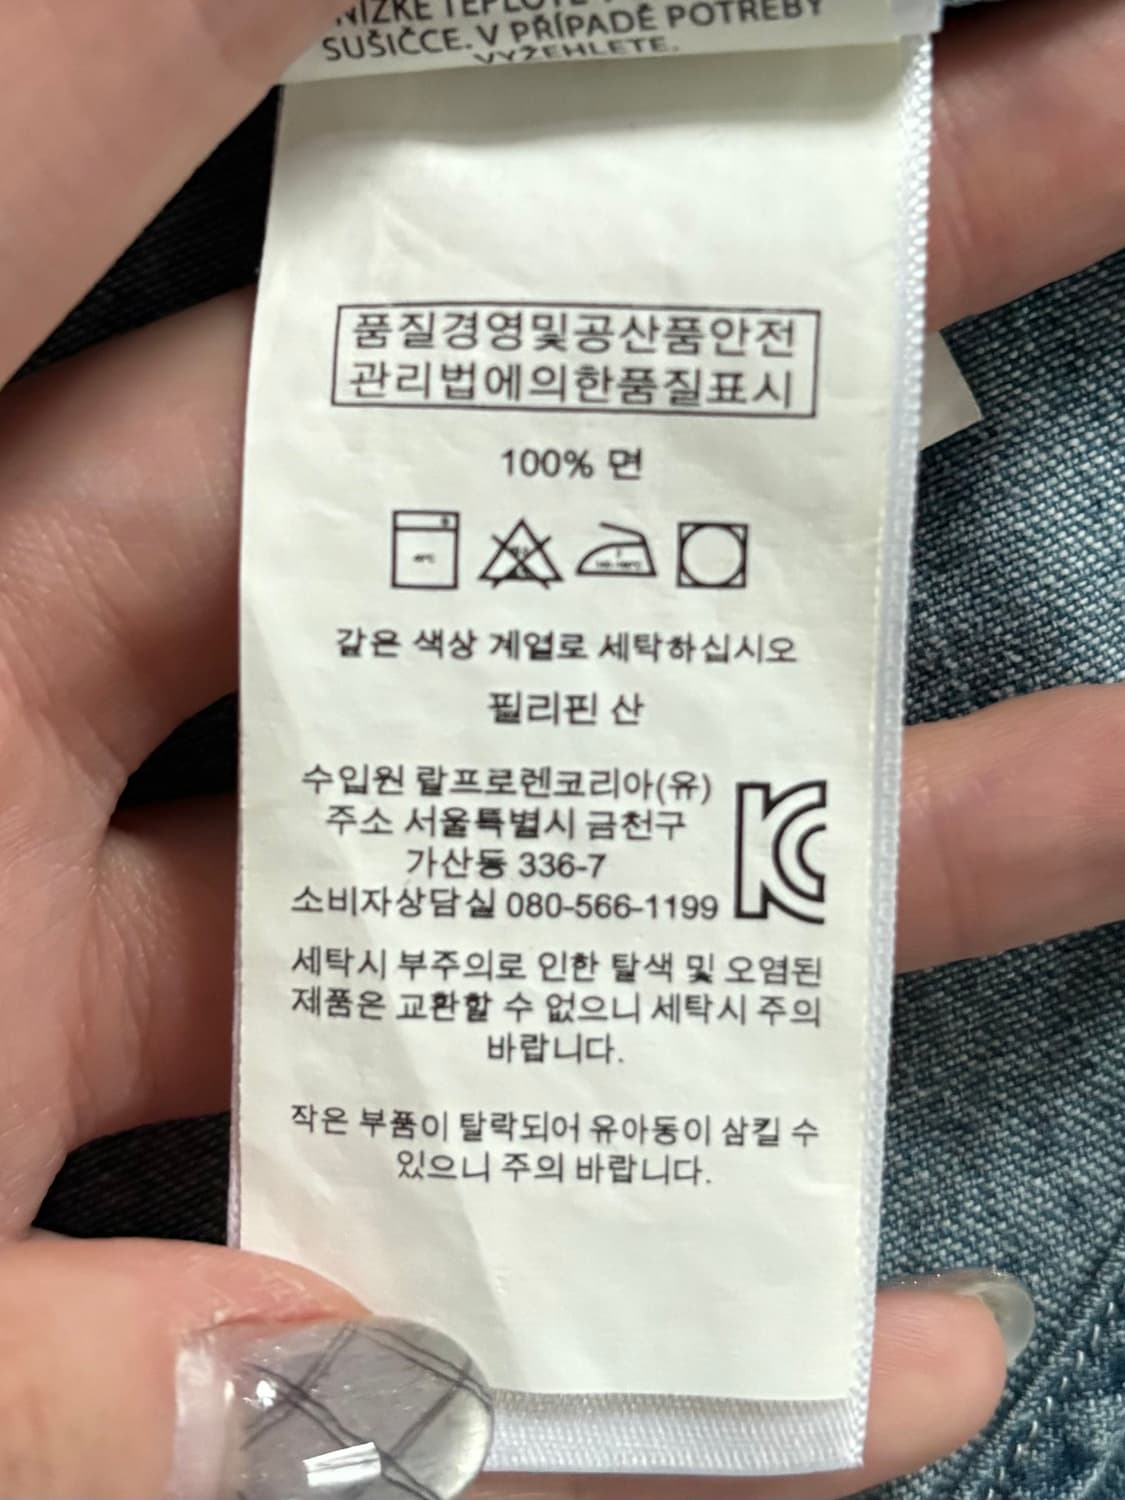 NÍZKÉ TEPLOTĚ
SUŠIČCE. V PŘÍPADĚ POTŘEBY
VYŽEHLETE.
품질경영및공산품안전
관리법에의한품질표시
100% 면
40°C
같은 색상 계열로 세탁하십시오
필리핀 산
수입원 랄프로렌코리아(유)
주소 서울특별시 금천구
가산동 336-7
소비자상담실 080-566-1199
세탁시 부주의로 인한 탈색 및 오염된
제품은 교환할 수 없으니 세탁시 주의
바랍니다.
작은 부품이 탈락되어 유아동이 삼킬 수
있으니 주의 바랍니다.